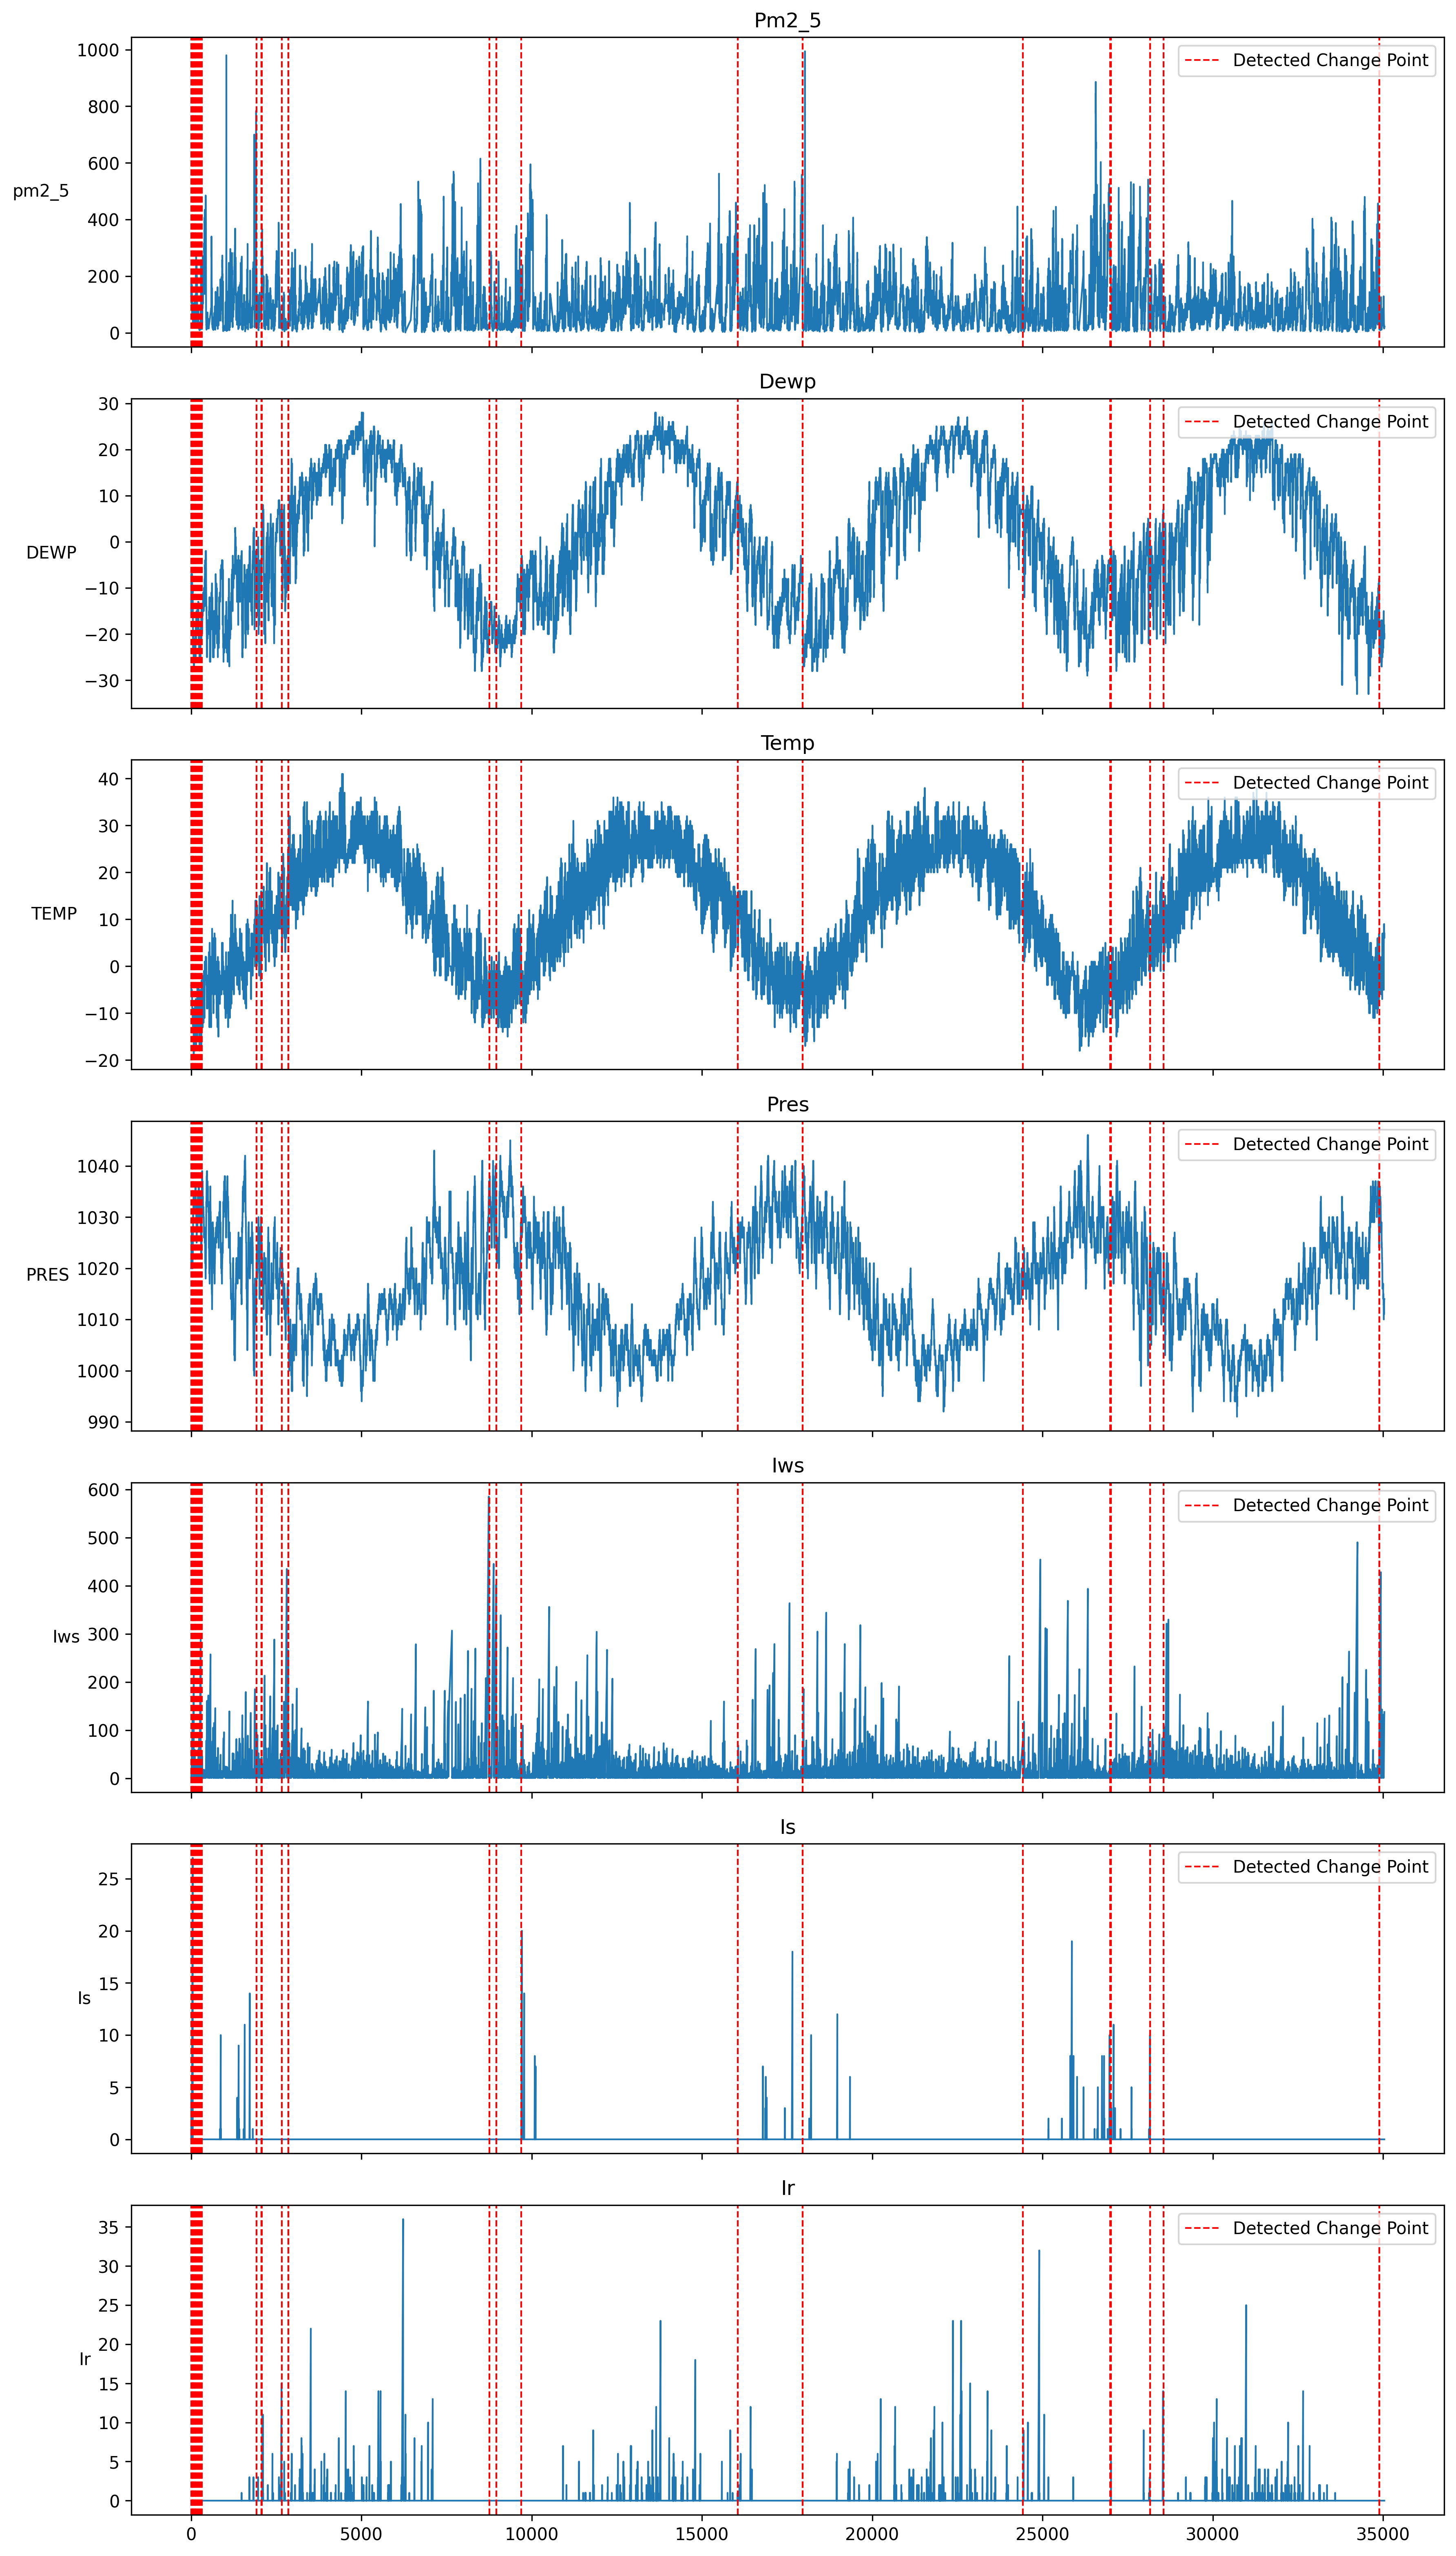 Pm2_5
1000
800
600
400
200
0
pm2_5
Detected Change Point
Dewp
30
20
10
0
−10
−20
−30
DEWP
Detected Change Point
Temp
40
30
20
10
0
−10
−20
TEMP
Detected Change Point
Pres
1040
1030
1020
1010
1000
990
PRES
Detected Change Point
Iws
600
500
400
300
200
100
0
Iws
Detected Change Point
Is
25
20
15
10
5
0
Is
Detected Change Point
Ir
35
30
25
20
15
10
5
0
Ir
Detected Change Point
0 5000 10000 15000 20000 25000 30000 35000